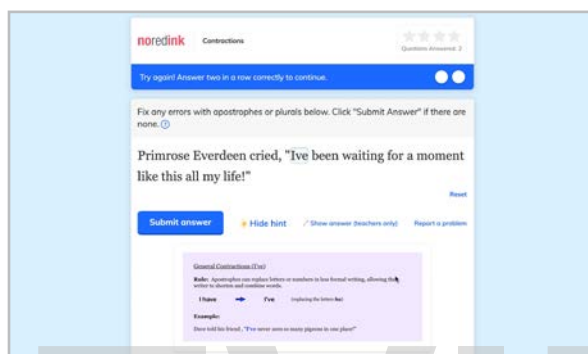 noredink Contractions
Questions Answered: 2
Try again! Answer two in a row correctly to continue.
Fix any errors with apostrophes or plurals below. Click "Submit Answer" if there are
none.
Primrose Everdeen cried, "Ive been waiting for a moment
like this all my life!"
Reset
Submit answer Hide hint Show answer (teachers only) Report a problem
General Contractions (I've)
Rule: Apostrophes can replace letters or numbers in less formal writing, allowing the
writer to shorten and combine words.
I have I've (replacing the letters ha)
Example:
Dave told his friend, "I've never seen so many pigeons in one place!"